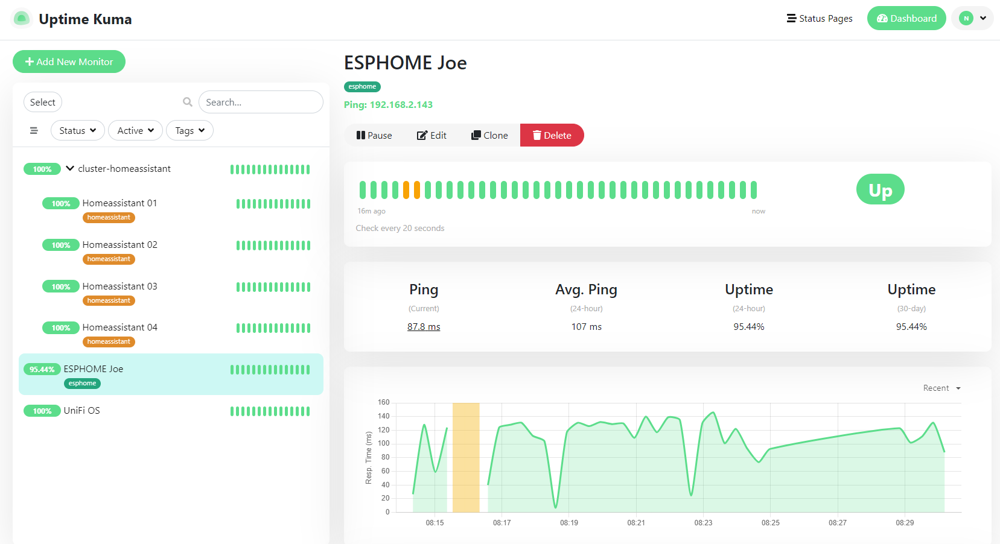 Uptime Kuma
Status Pages
Dashboard
N
Add New Monitor
Select
Search...
Status
Active
Tags
100%
cluster-homeassistant
100%
Homeassistant 01
homeassistant
100%
Homeassistant 02
homeassistant
100%
Homeassistant 03
homeassistant
100%
Homeassistant 04
homeassistant
95.44%
ESPHOME Joe
esphome
100%
UniFi OS
ESPHOME Joe
esphome
Ping: 192.168.2.143
Pause
Edit
Clone
Delete
16m ago
now
Check every 20 seconds
Up
Ping
(Current)
87.8 ms
Avg. Ping
(24-hour)
107 ms
Uptime
(24-hour)
95.44%
Uptime
(30-day)
95.44%
Recent
Resp. Time (ms)
160
140
120
100
80
60
40
20
0
08:15
08:17
08:19
08:21
08:23
08:25
08:27
08:29